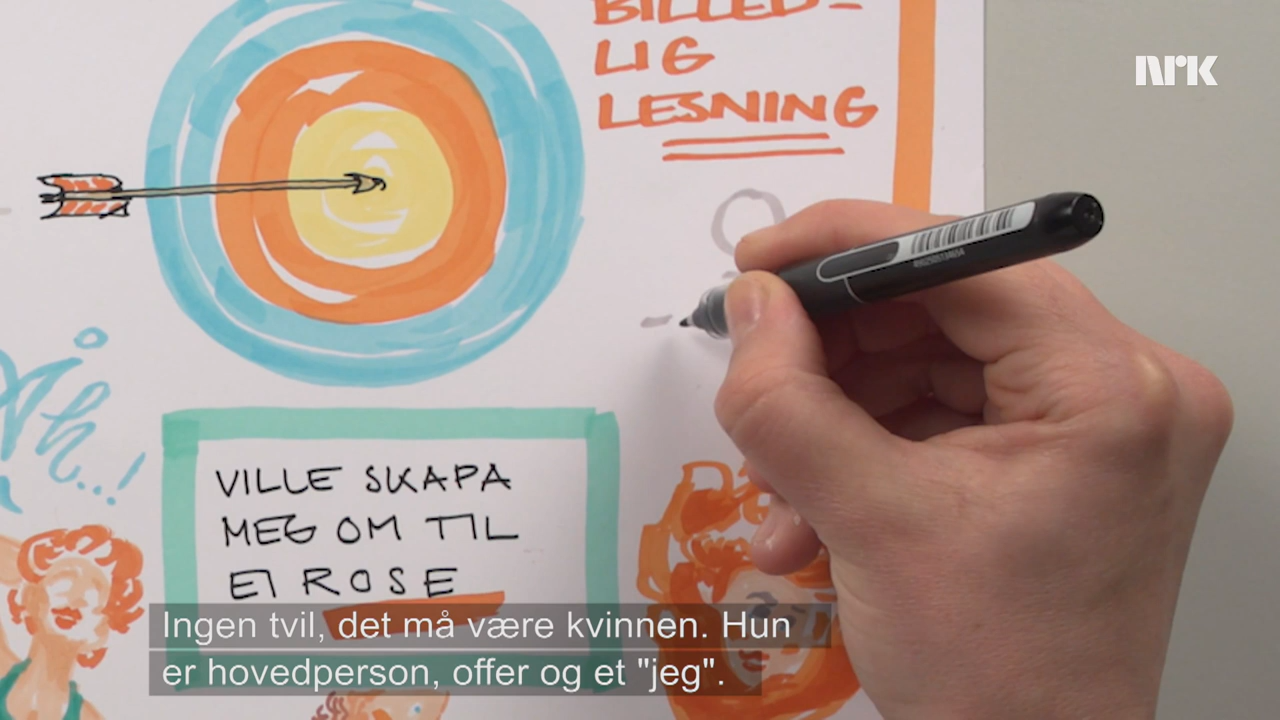 BILLED-
LIG
LESNING
nrk
Åh...!
VILLE SKAPA
MEG OM TIL
EI ROSE
Ingen tvil, det må være kvinnen. Hun
er hovedperson, offer og et "jeg".